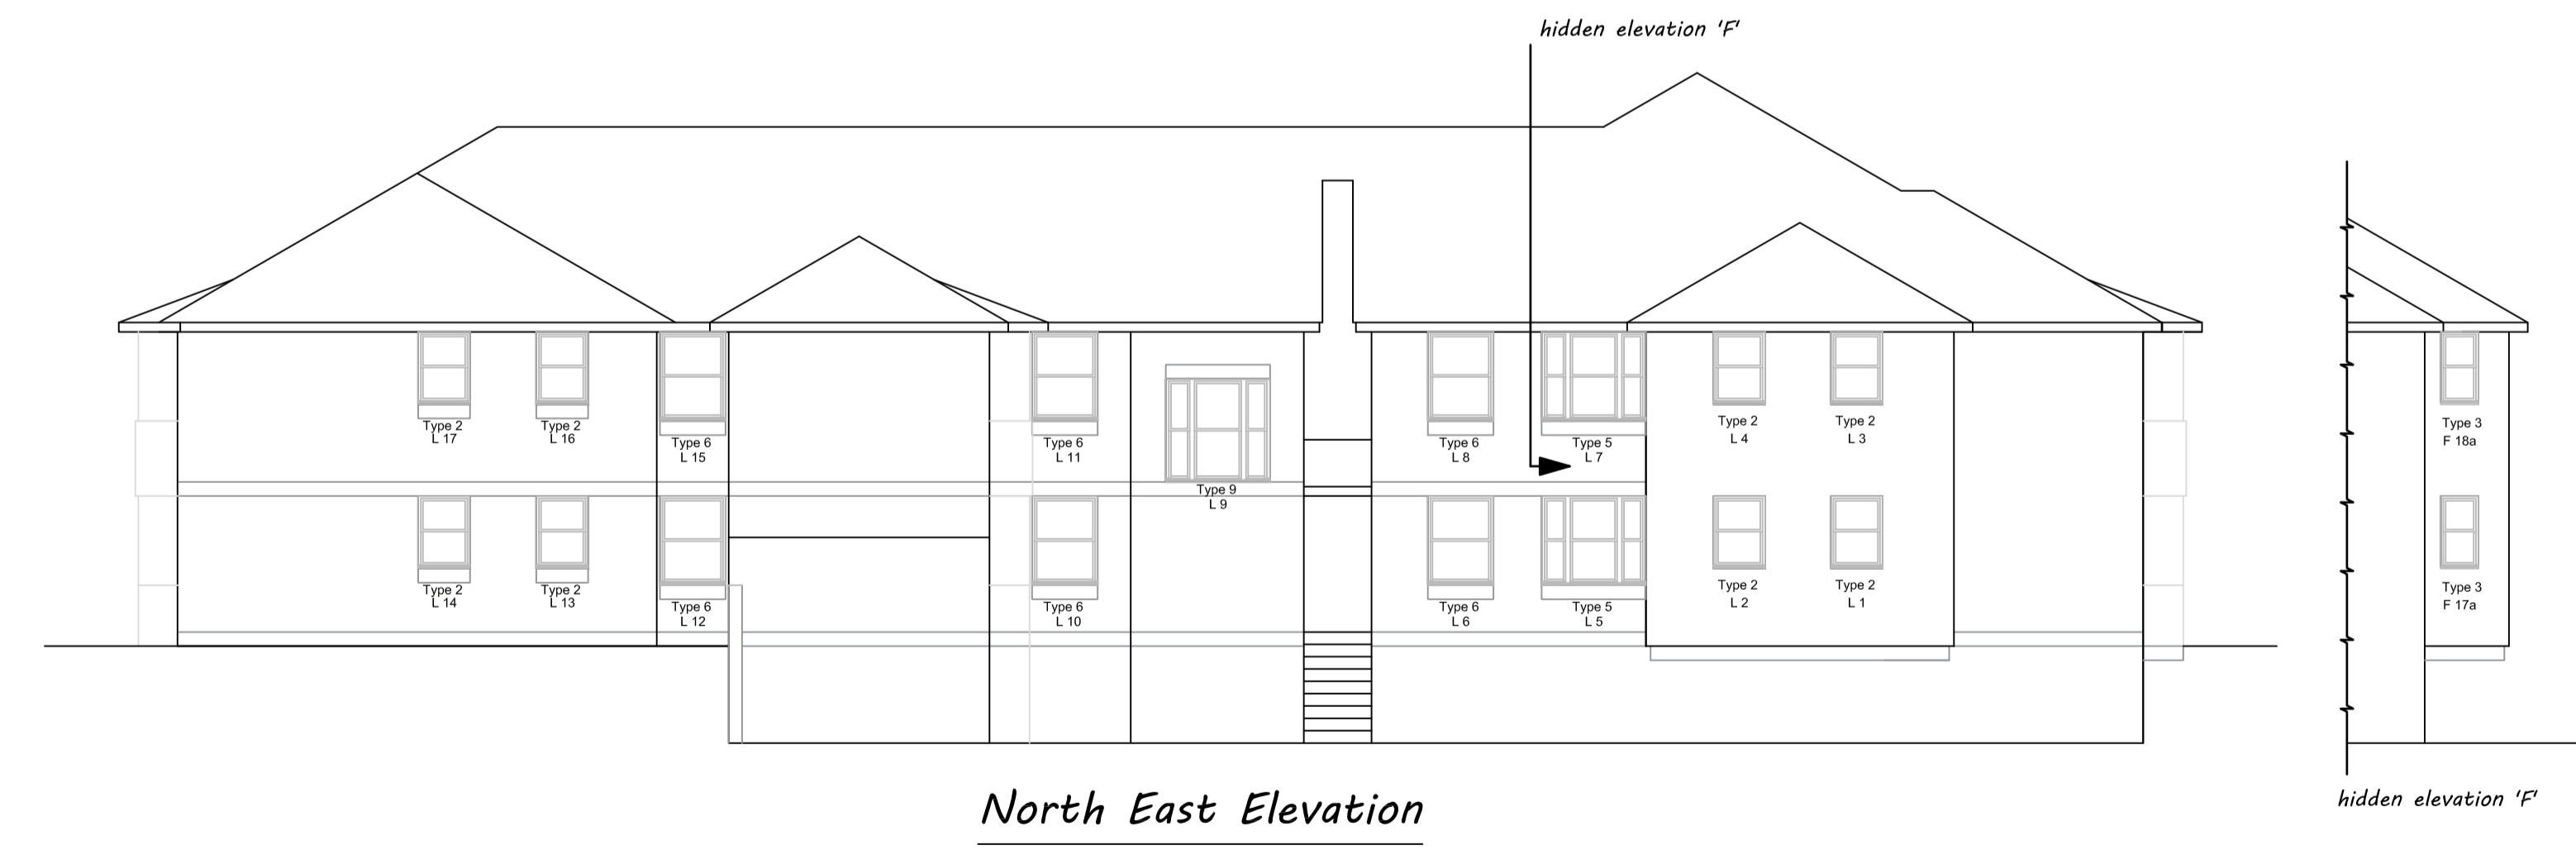 hidden elevation 'F'
Type 2
L 17
Type 2
L 16
Type 6
L 15
Type 6
L 11
Type 9
L 9
Type 6
L 8
Type 5
L 7
Type 2
L 4
Type 2
L 3
Type 3
F 18a
Type 2
L 14
Type 2
L 13
Type 6
L 12
Type 6
L 10
Type 6
L 6
Type 5
L 5
Type 2
L 2
Type 2
L 1
Type 3
F 17a
North East Elevation
hidden elevation 'F'